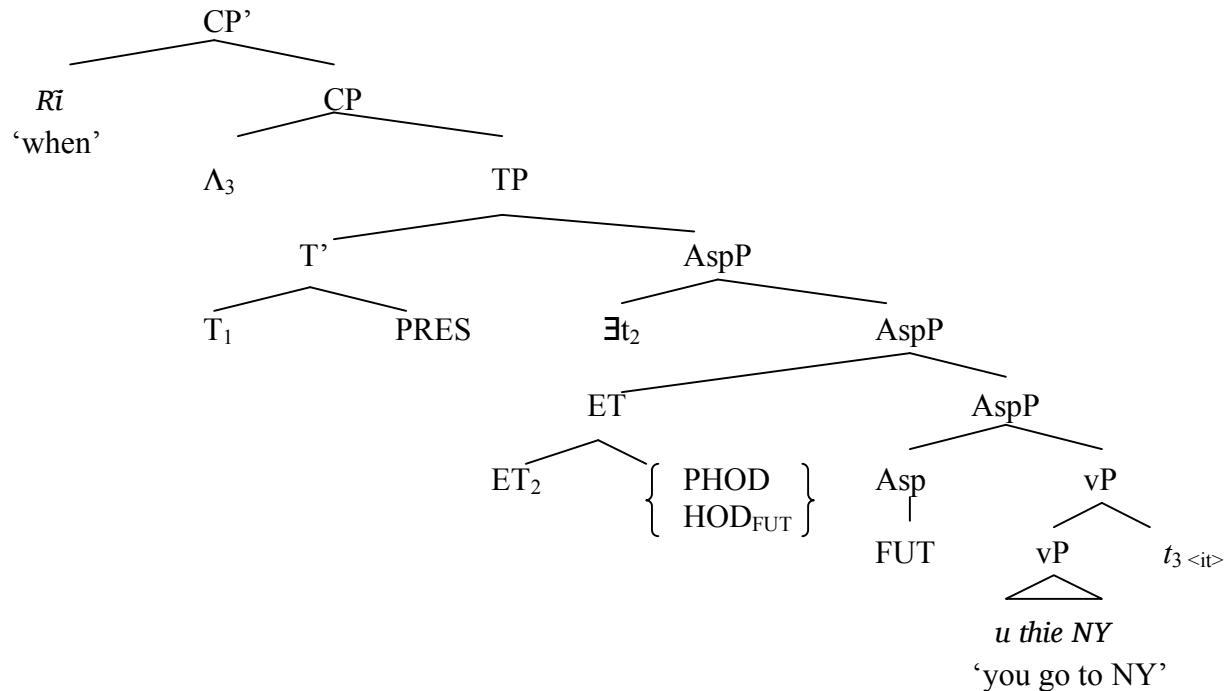 CP’
Rĩ CP
‘when’
Λ₃ TP
T’ AspP
T₁ PRES ∃t₂ AspP
ET AspP
ET₂ { PHOD } Asp vP
HOD_FUT
FUT vP t₃ <it>
u thie NY
‘you go to NY’